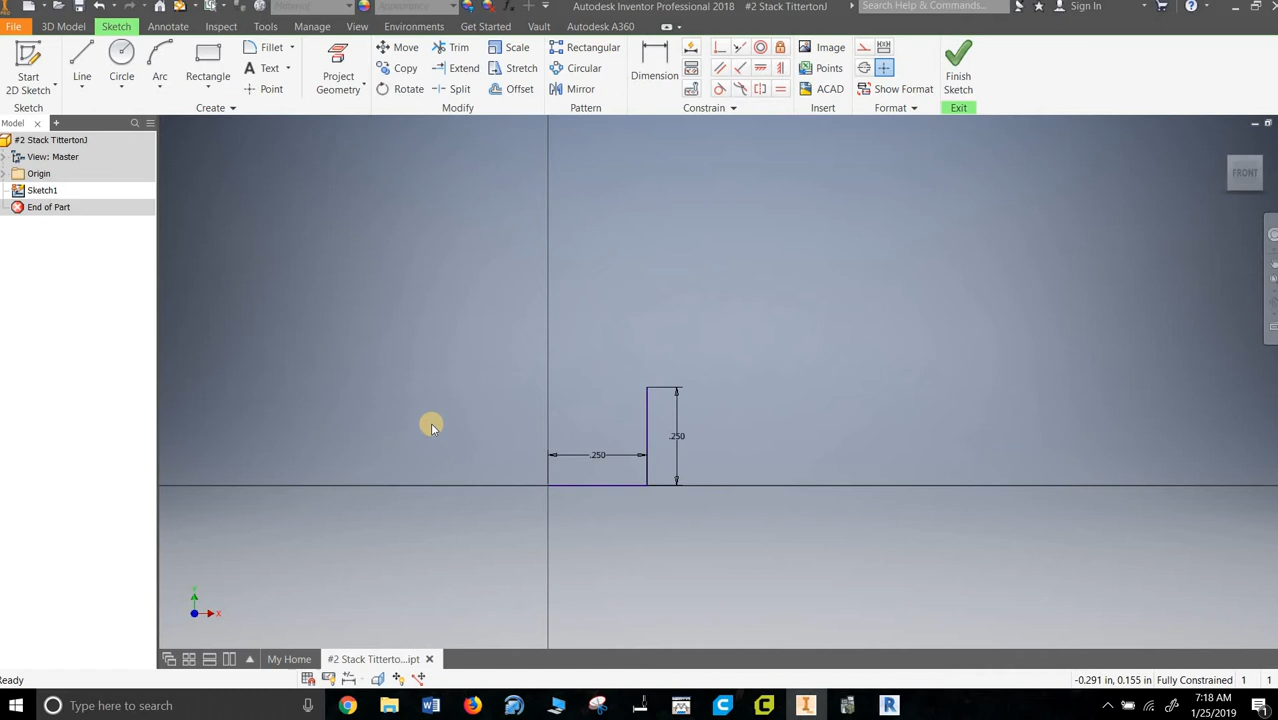 Autodesk Inventor Professional 2018 #2 Stack TittertonJ
Search Help & Commands...
Sign In
File
3D Model
Sketch
Annotate
Inspect
Tools
Manage
View
Environments
Get Started
Vault
Autodesk A360
Start
2D Sketch
Line
Circle
Arc
Rectangle
Fillet
Text
Point
Project
Geometry
Move
Copy
Rotate
Trim
Extend
Split
Scale
Stretch
Offset
Rectangular
Circular
Mirror
Dimension
Image
Points
ACAD
Show Format
Finish
Sketch
Sketch
Create
Modify
Pattern
Constrain
Insert
Format
Exit
Model
#2 Stack TittertonJ
View: Master
Origin
Sketch1
End of Part
FRONT
.250
.250
Y
X
My Home
#2 Stack Titterto...ipt
Ready
-0.291 in, 0.155 in
Fully Constrained
1
1
Type here to search
7:18 AM
1/25/2019